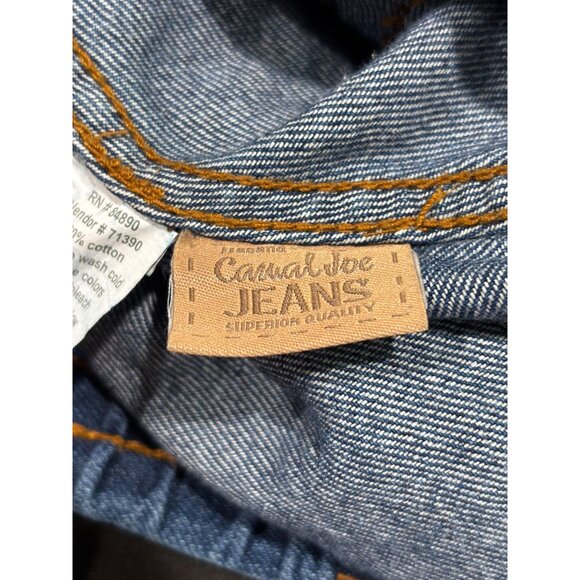 RN #84890
Vendor # 71390
cotton
wash cold
colors
bleach
Casual Joe
JEANS
SUPERIOR QUALITY